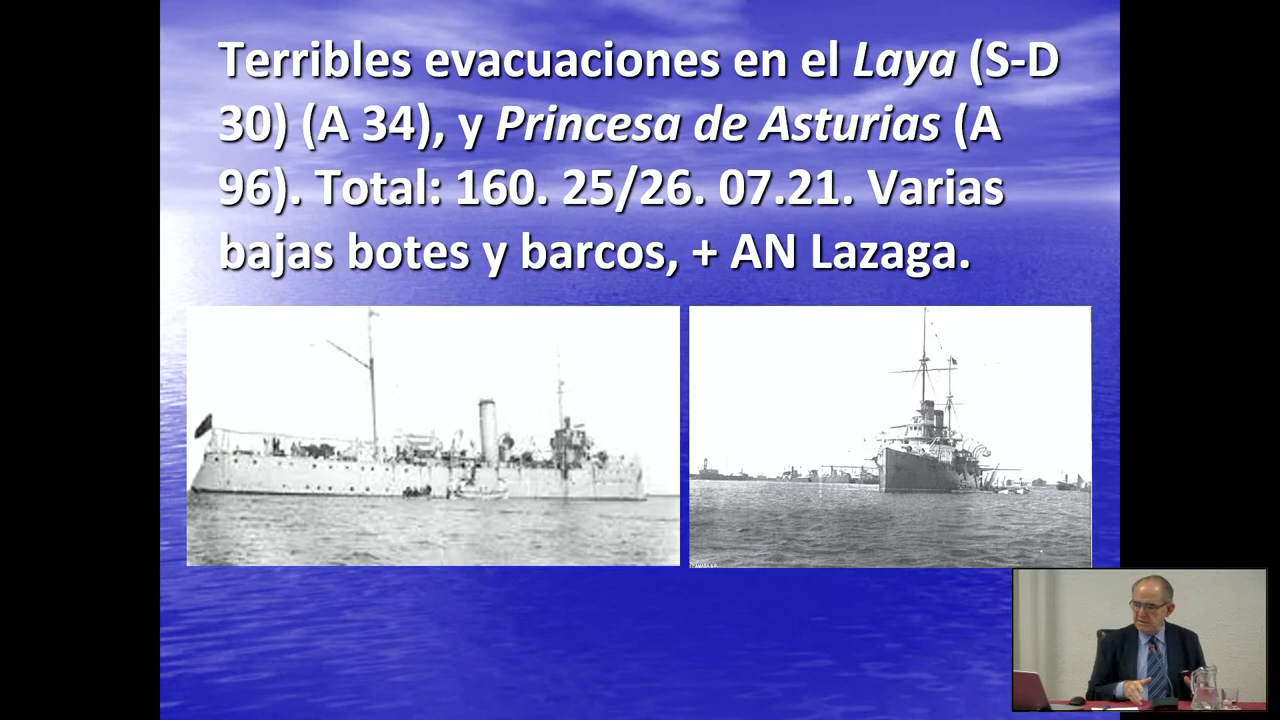 Terribles evacuaciones en el Laya (S-D
30) (A 34), y Princesa de Asturias (A
96). Total: 160. 25/26. 07.21. Varias
bajas botes y barcos, + AN Lazaga.